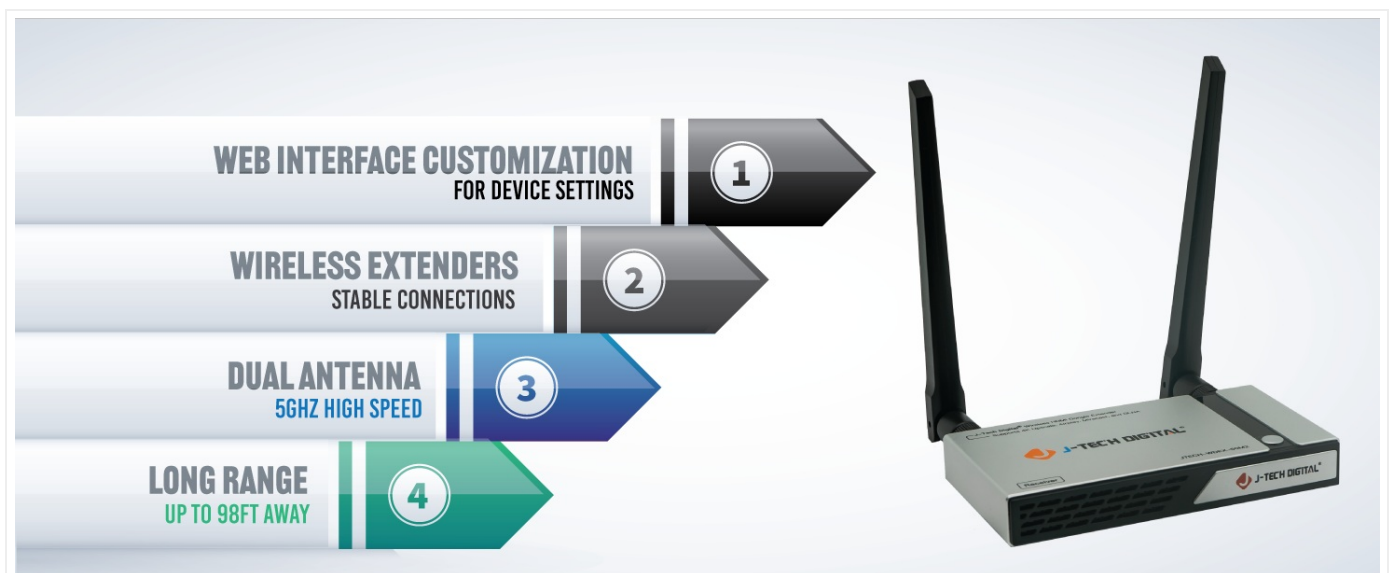 WEB INTERFACE CUSTOMIZATION
FOR DEVICE SETTINGS
1
WIRELESS EXTENDERS
STABLE CONNECTIONS
2
DUAL ANTENNA
5GHZ HIGH SPEED
3
LONG RANGE
UP TO 98FT AWAY
4
J-TECH DIGITAL®
Receiver
J-TECH DIGITAL®